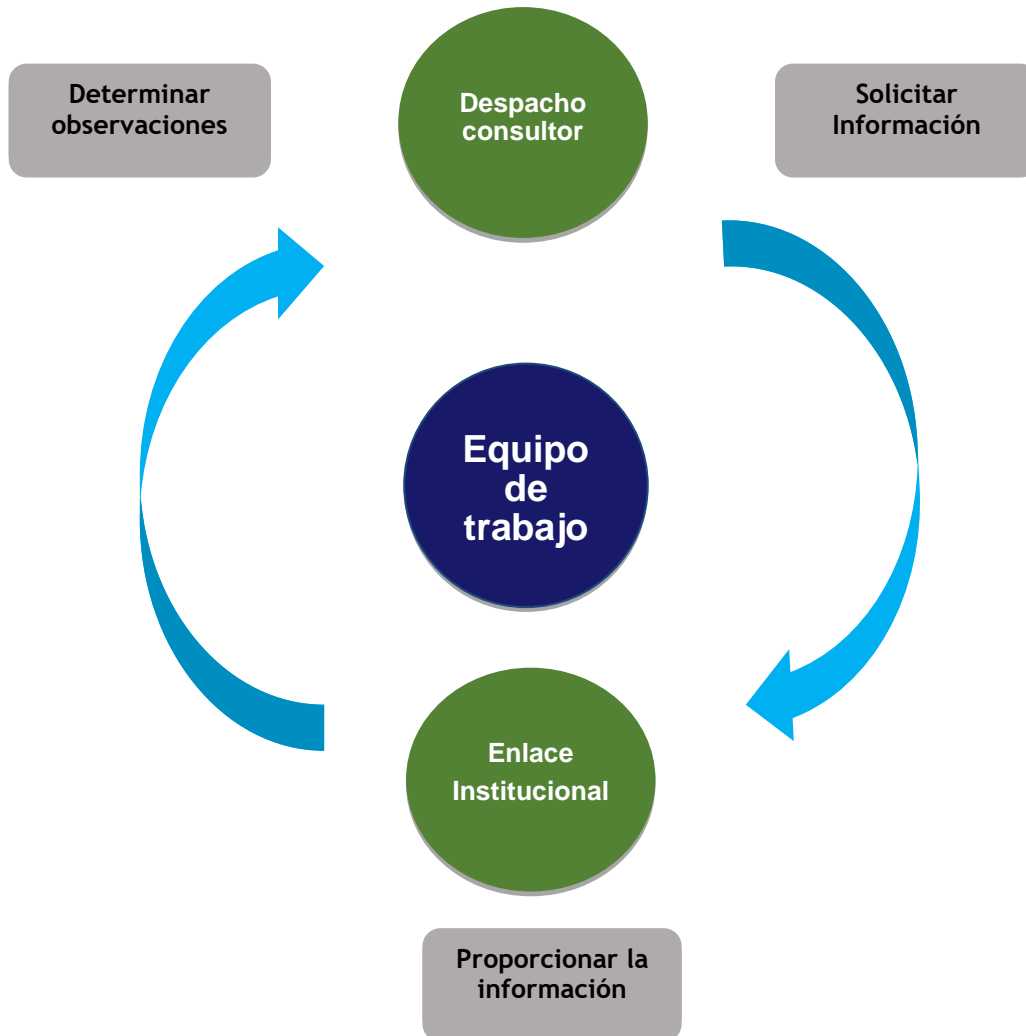 Determinar
observaciones
Despacho
consultor
Solicitar
Información
Equipo
de
trabajo
Enlace
Institucional
Proporcionar la
información